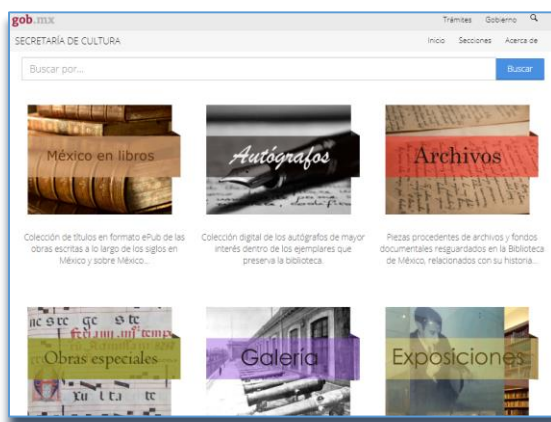 gob.mx
Trámites Gobierno
SECRETARÍA DE CULTURA
Inicio Secciones Acerca de
Buscar por...
Buscar
México en libros
Autógrafos
Archivos
Colección de títulos en formato ePub de las
obras escritas a lo largo de los siglos en
México y sobre México...
Colección digital de los autógrafos de mayor
interés dentro de los ejemplares que
preserva la biblioteca.
Piezas procedentes de archivos y fondos
documentales resguardados en la Biblioteca
de México, relacionados con su historia...
Obras especiales
Galería
Exposiciones